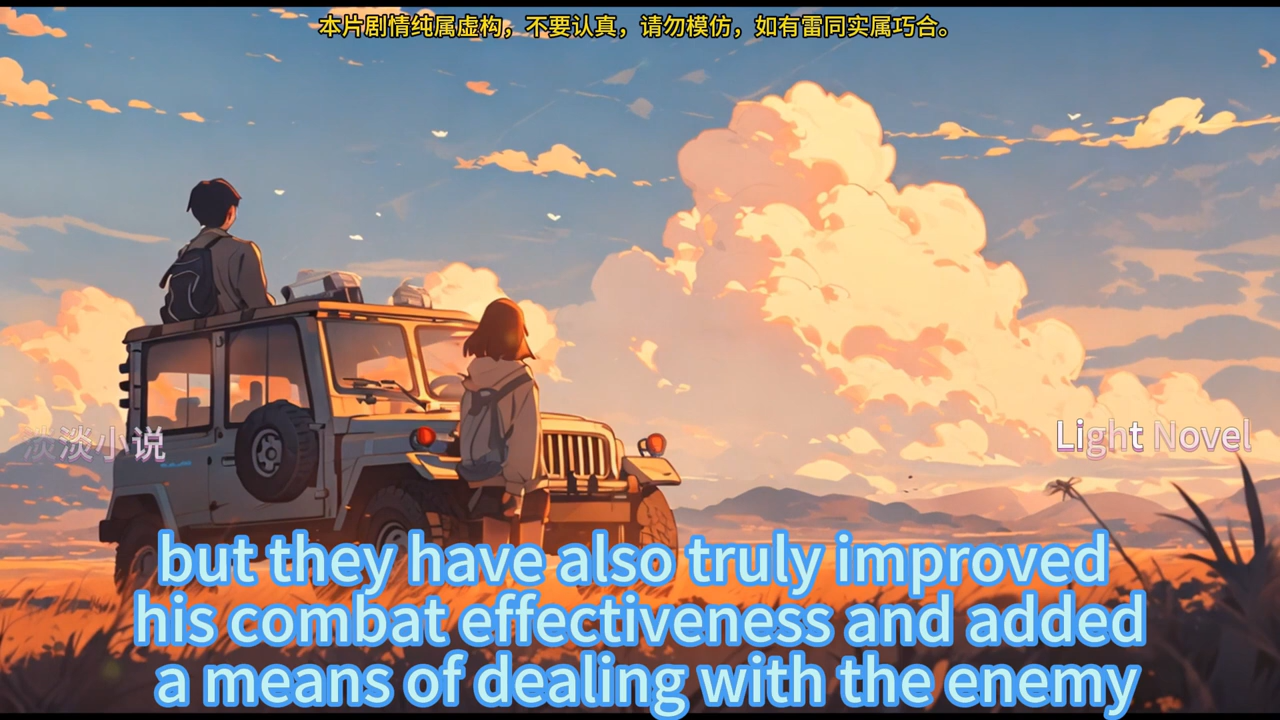 本片剧情纯属虚构，不要认真，请勿模仿，如有雷同实属巧合。
淡淡小说
Light Novel
but they have also truly improved
his combat effectiveness and added
a means of dealing with the enemy